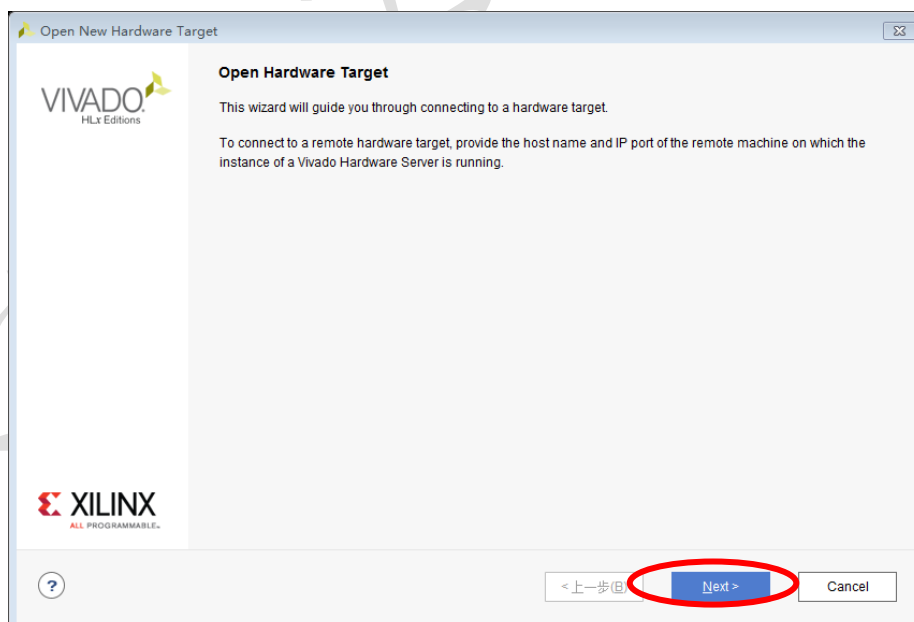 Open New Hardware Target
VIVADO.
HLx Editions
Open Hardware Target
This wizard will guide you through connecting to a hardware target.
To connect to a remote hardware target, provide the host name and IP port of the remote machine on which the
instance of a Vivado Hardware Server is running.
XILINX
ALL PROGRAMMABLE.
?
<上一步(B)
Next >
Cancel